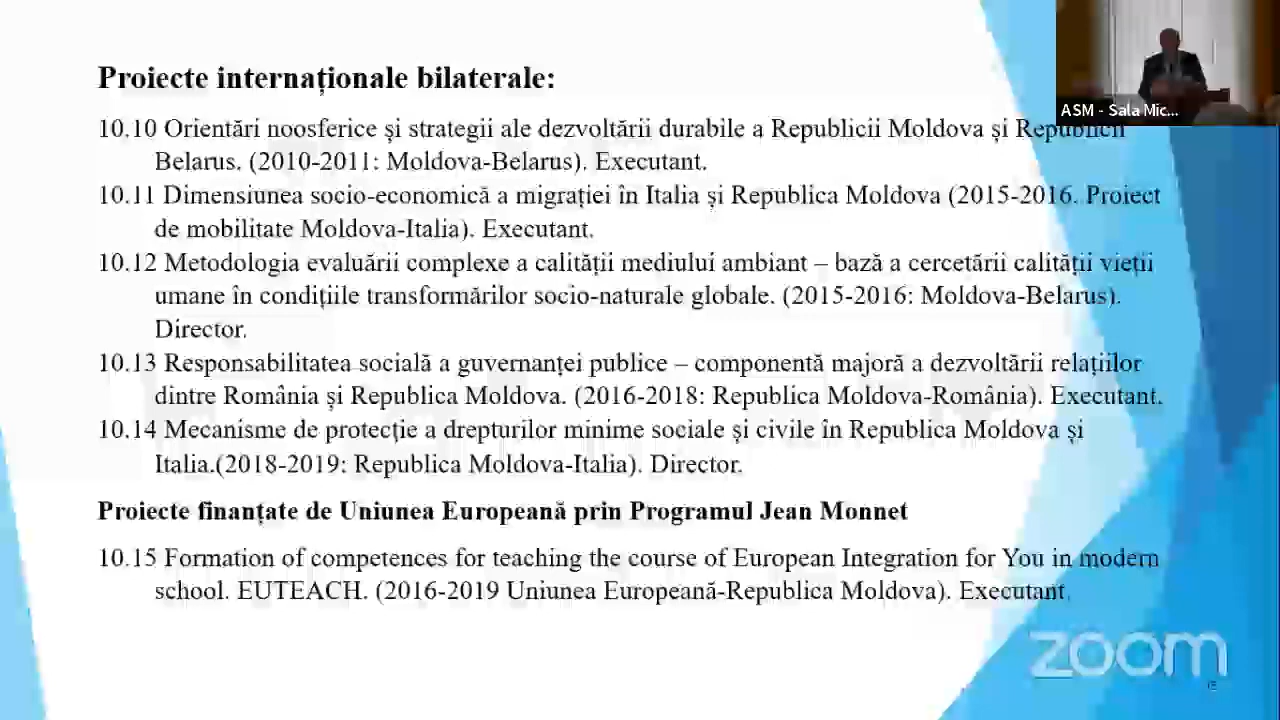 Proiecte internaționale bilaterale:
10.10 Orientări noosferice și strategii ale dezvoltării durabile a Republicii Moldova și Republicii
Belarus. (2010-2011: Moldova-Belarus). Executant.
10.11 Dimensiunea socio-economică a migrației în Italia și Republica Moldova (2015-2016. Proiect
de mobilitate Moldova-Italia). Executant.
10.12 Metodologia evaluării complexe a calității mediului ambiant – bază a cercetării calității vieții
umane în condițiile transformărilor socio-naturale globale. (2015-2016: Moldova-Belarus).
Director.
10.13 Responsabilitatea socială a guvernanței publice – componentă majoră a dezvoltării relațiilor
dintre România și Republica Moldova. (2016-2018: Republica Moldova-România). Executant.
10.14 Mecanisme de protecție a drepturilor minime sociale și civile în Republica Moldova și
Italia.(2018-2019: Republica Moldova-Italia). Director.
Proiecte finanțate de Uniunea Europeană prin Programul Jean Monnet
10.15 Formation of competences for teaching the course of European Integration for You in modern
school. EUTEACH. (2016-2019 Uniunea Europeană-Republica Moldova). Executant.
ASM - Sala Mic...
zoom